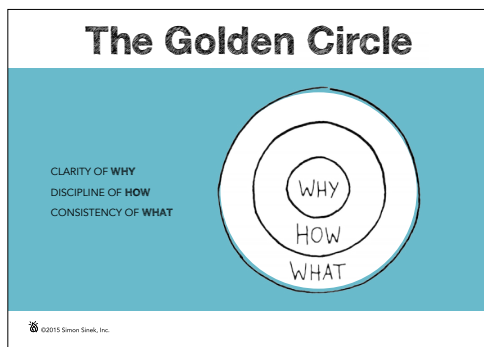 The Golden Circle
CLARITY OF WHY
DISCIPLINE OF HOW
CONSISTENCY OF WHAT
WHY
HOW
WHAT
©2015 Simon Sinek, Inc.